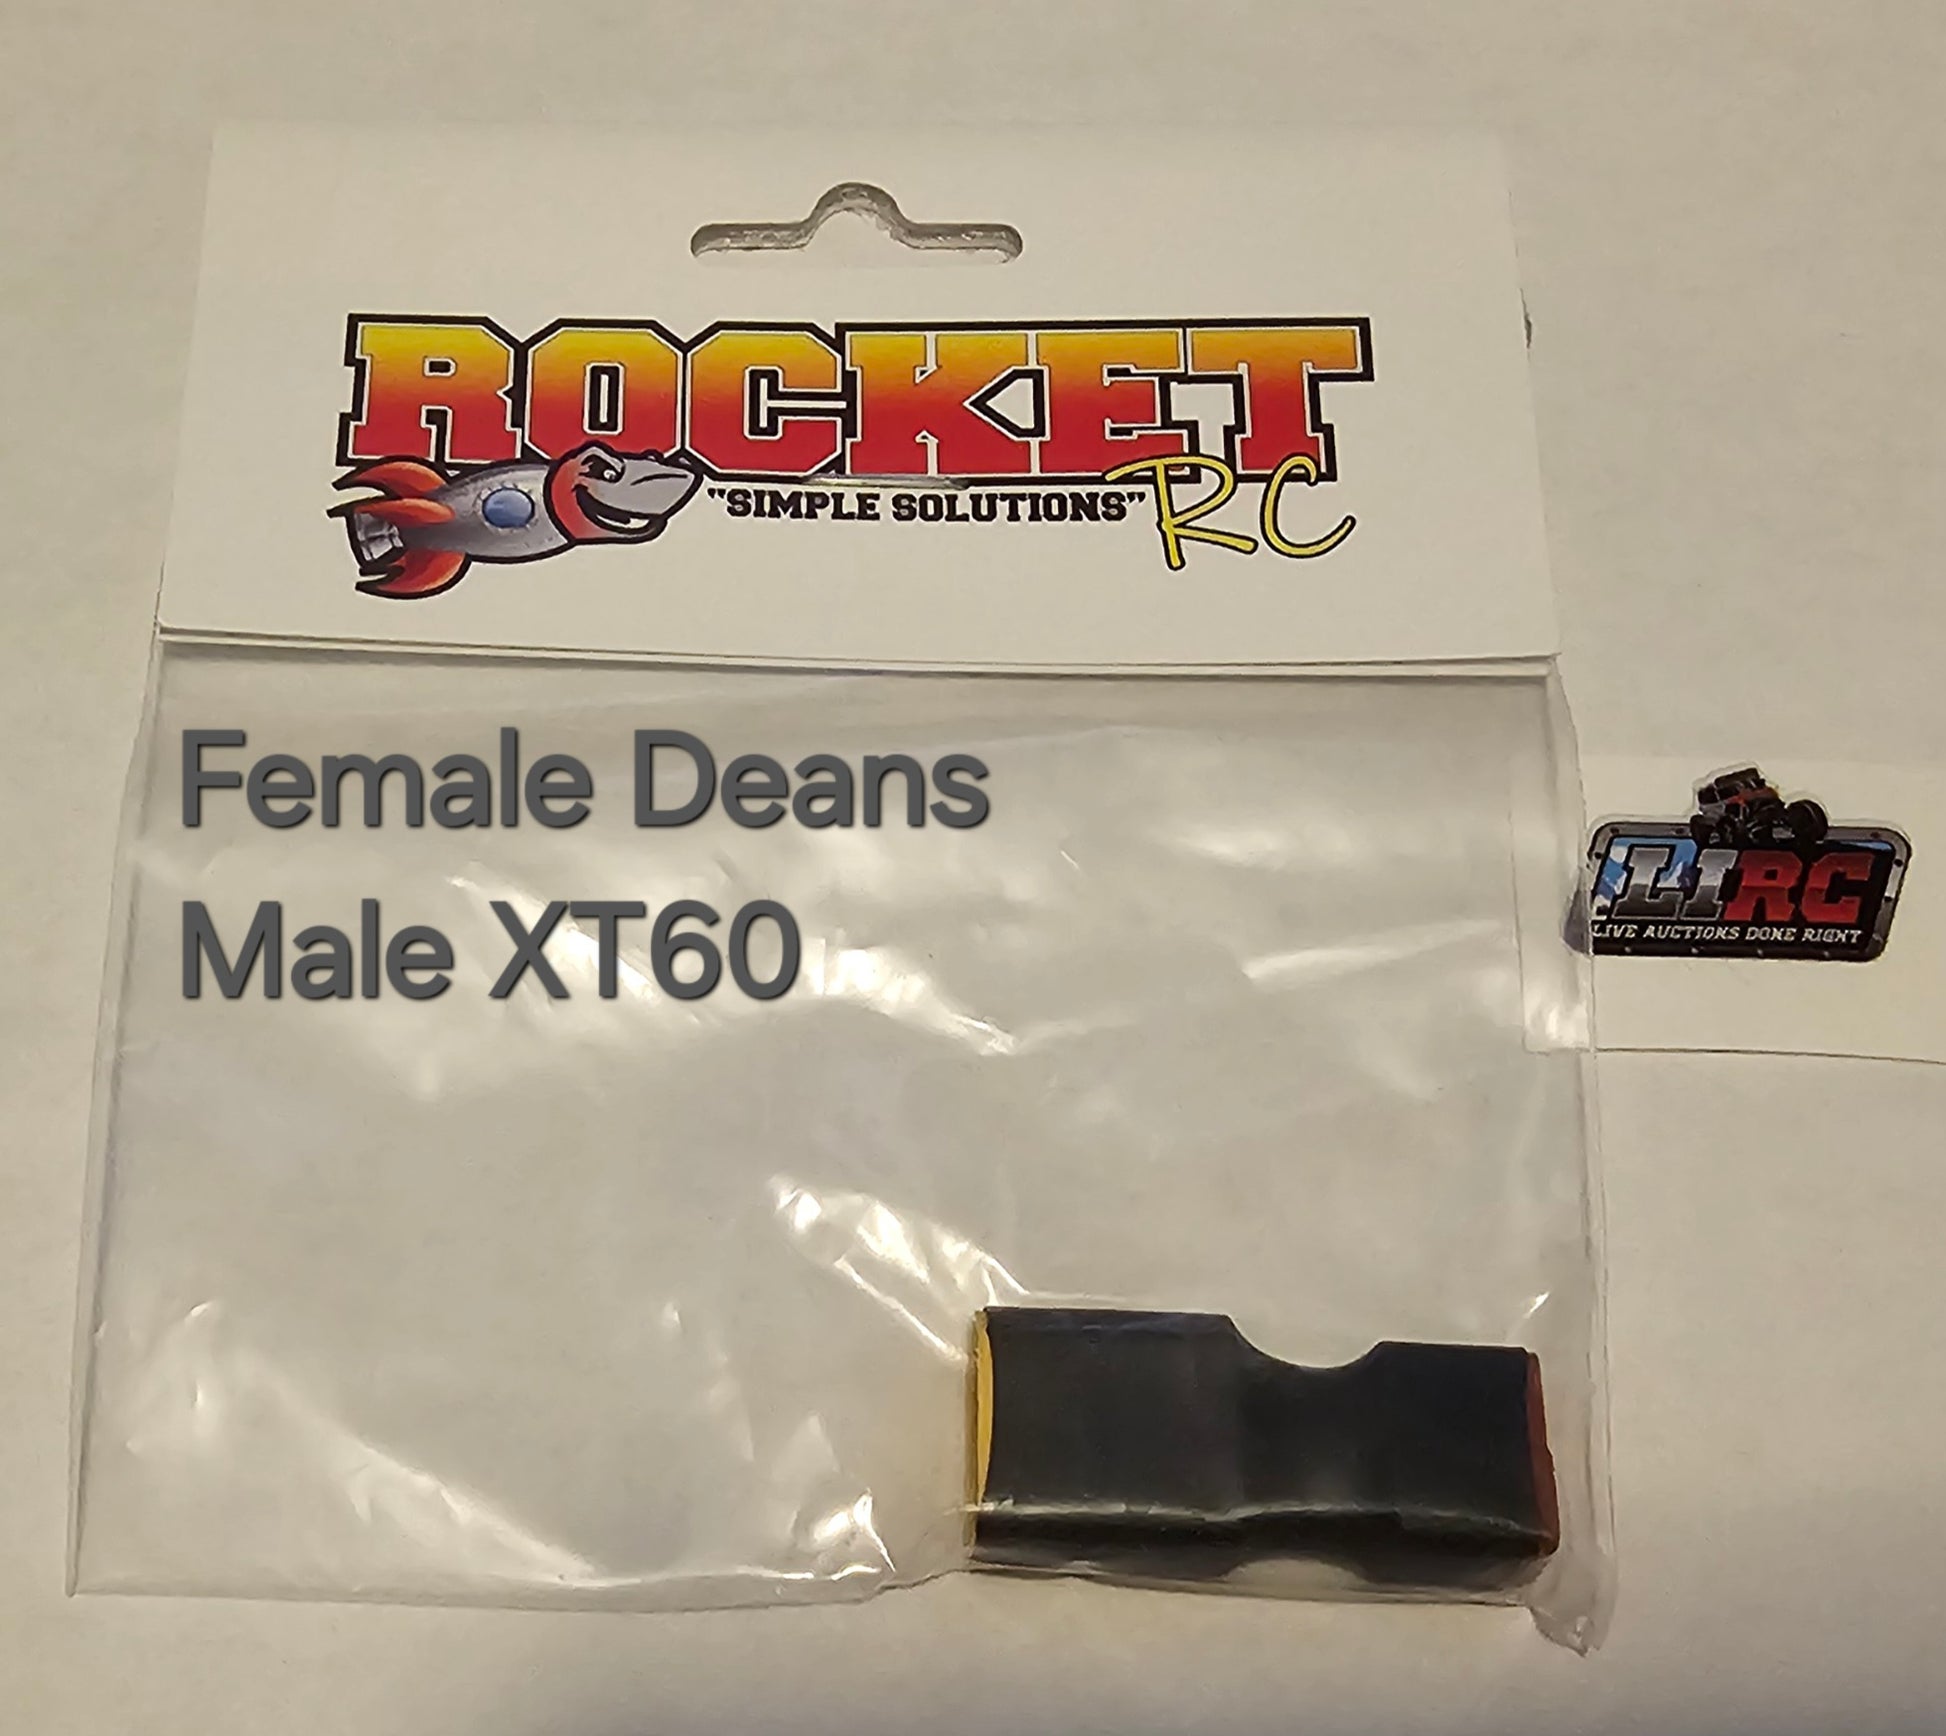 ROCKET
"SIMPLE SOLUTIONS" RC
Female Deans
Male XT60
LIRC
LIVE AUCTIONS DONE RIGHT